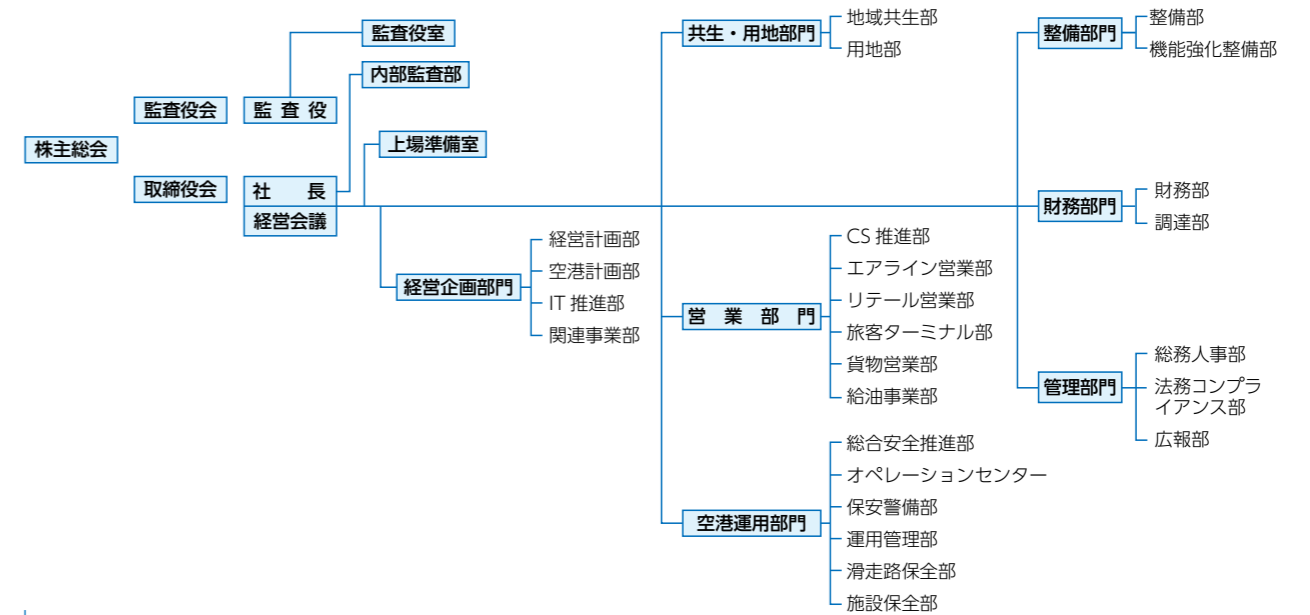 株主総会
監査役会
監査役
監査役室
取締役会
社長
経営会議
内部監査部
上場準備室
経営企画部門
経営計画部
空港計画部
IT 推進部
関連事業部
共生・用地部門
地域共生部
用地部
営業部門
CS 推進部
エアライン営業部
リテール営業部
旅客ターミナル部
貨物営業部
給油事業部
空港運用部門
総合安全推進部
オペレーションセンター
保安警備部
運用管理部
滑走路保全部
施設保全部
整備部門
整備部
機能強化整備部
財務部門
財務部
調達部
管理部門
総務人事部
法務コンプラ
イアンス部
広報部